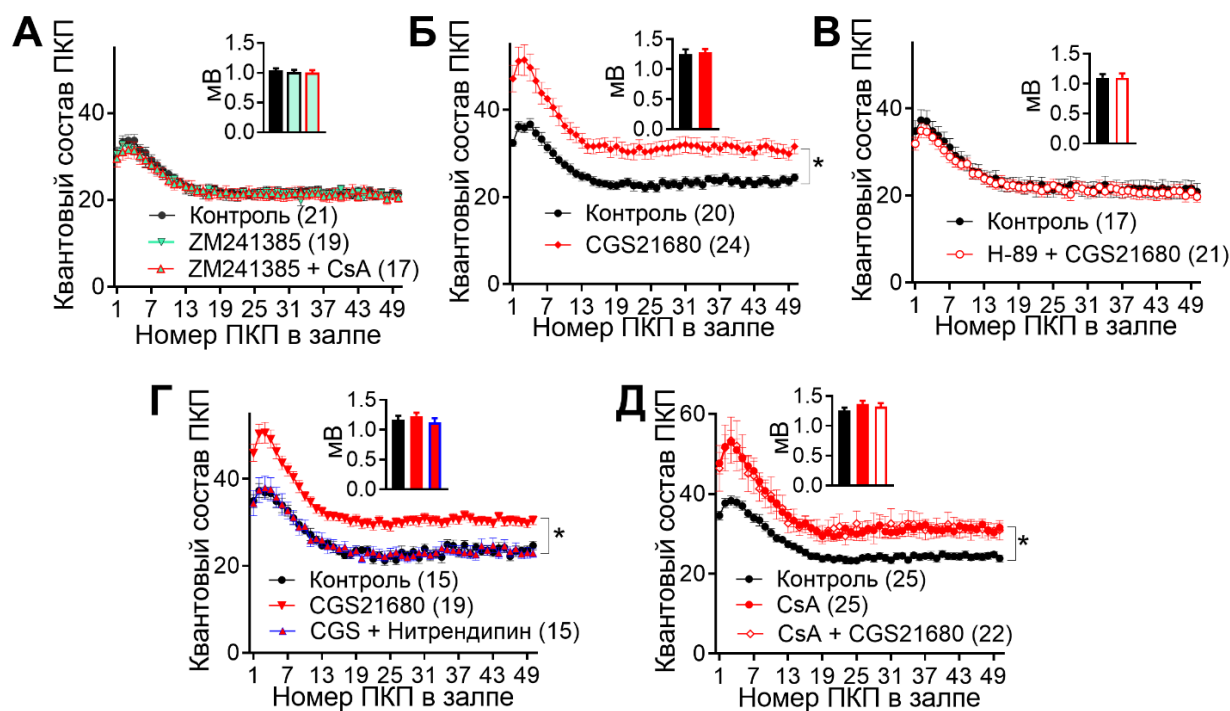 А
Квантовый состав ПКП
40
20
0
мВ
1.5
1.0
0.5
0.0
Контроль (21)
ZM241385 (19)
ZM241385 + CsA (17)
1 7 13 19 25 31 37 43 49
Номер ПКП в залпе
Б
Квантовый состав ПКП
40
20
0
мВ
1.5
1.0
0.5
0.0
*
Контроль (20)
CGS21680 (24)
1 7 13 19 25 31 37 43 49
Номер ПКП в залпе
В
Квантовый состав ПКП
40
20
0
мВ
1.5
1.0
0.5
0.0
Контроль (17)
H-89 + CGS21680 (21)
1 7 13 19 25 31 37 43 49
Номер ПКП в залпе
Г
Квантовый состав ПКП
40
20
0
мВ
1.5
1.0
0.5
0.0
*
Контроль (15)
CGS21680 (19)
CGS + Нитрендипин (15)
1 7 13 19 25 31 37 43 49
Номер ПКП в залпе
Д
Квантовый состав ПКП
60
40
20
0
мВ
1.5
1.0
0.5
0.0
*
Контроль (25)
CsA (25)
CsA + CGS21680 (22)
1 7 13 19 25 31 37 43 49
Номер ПКП в залпе